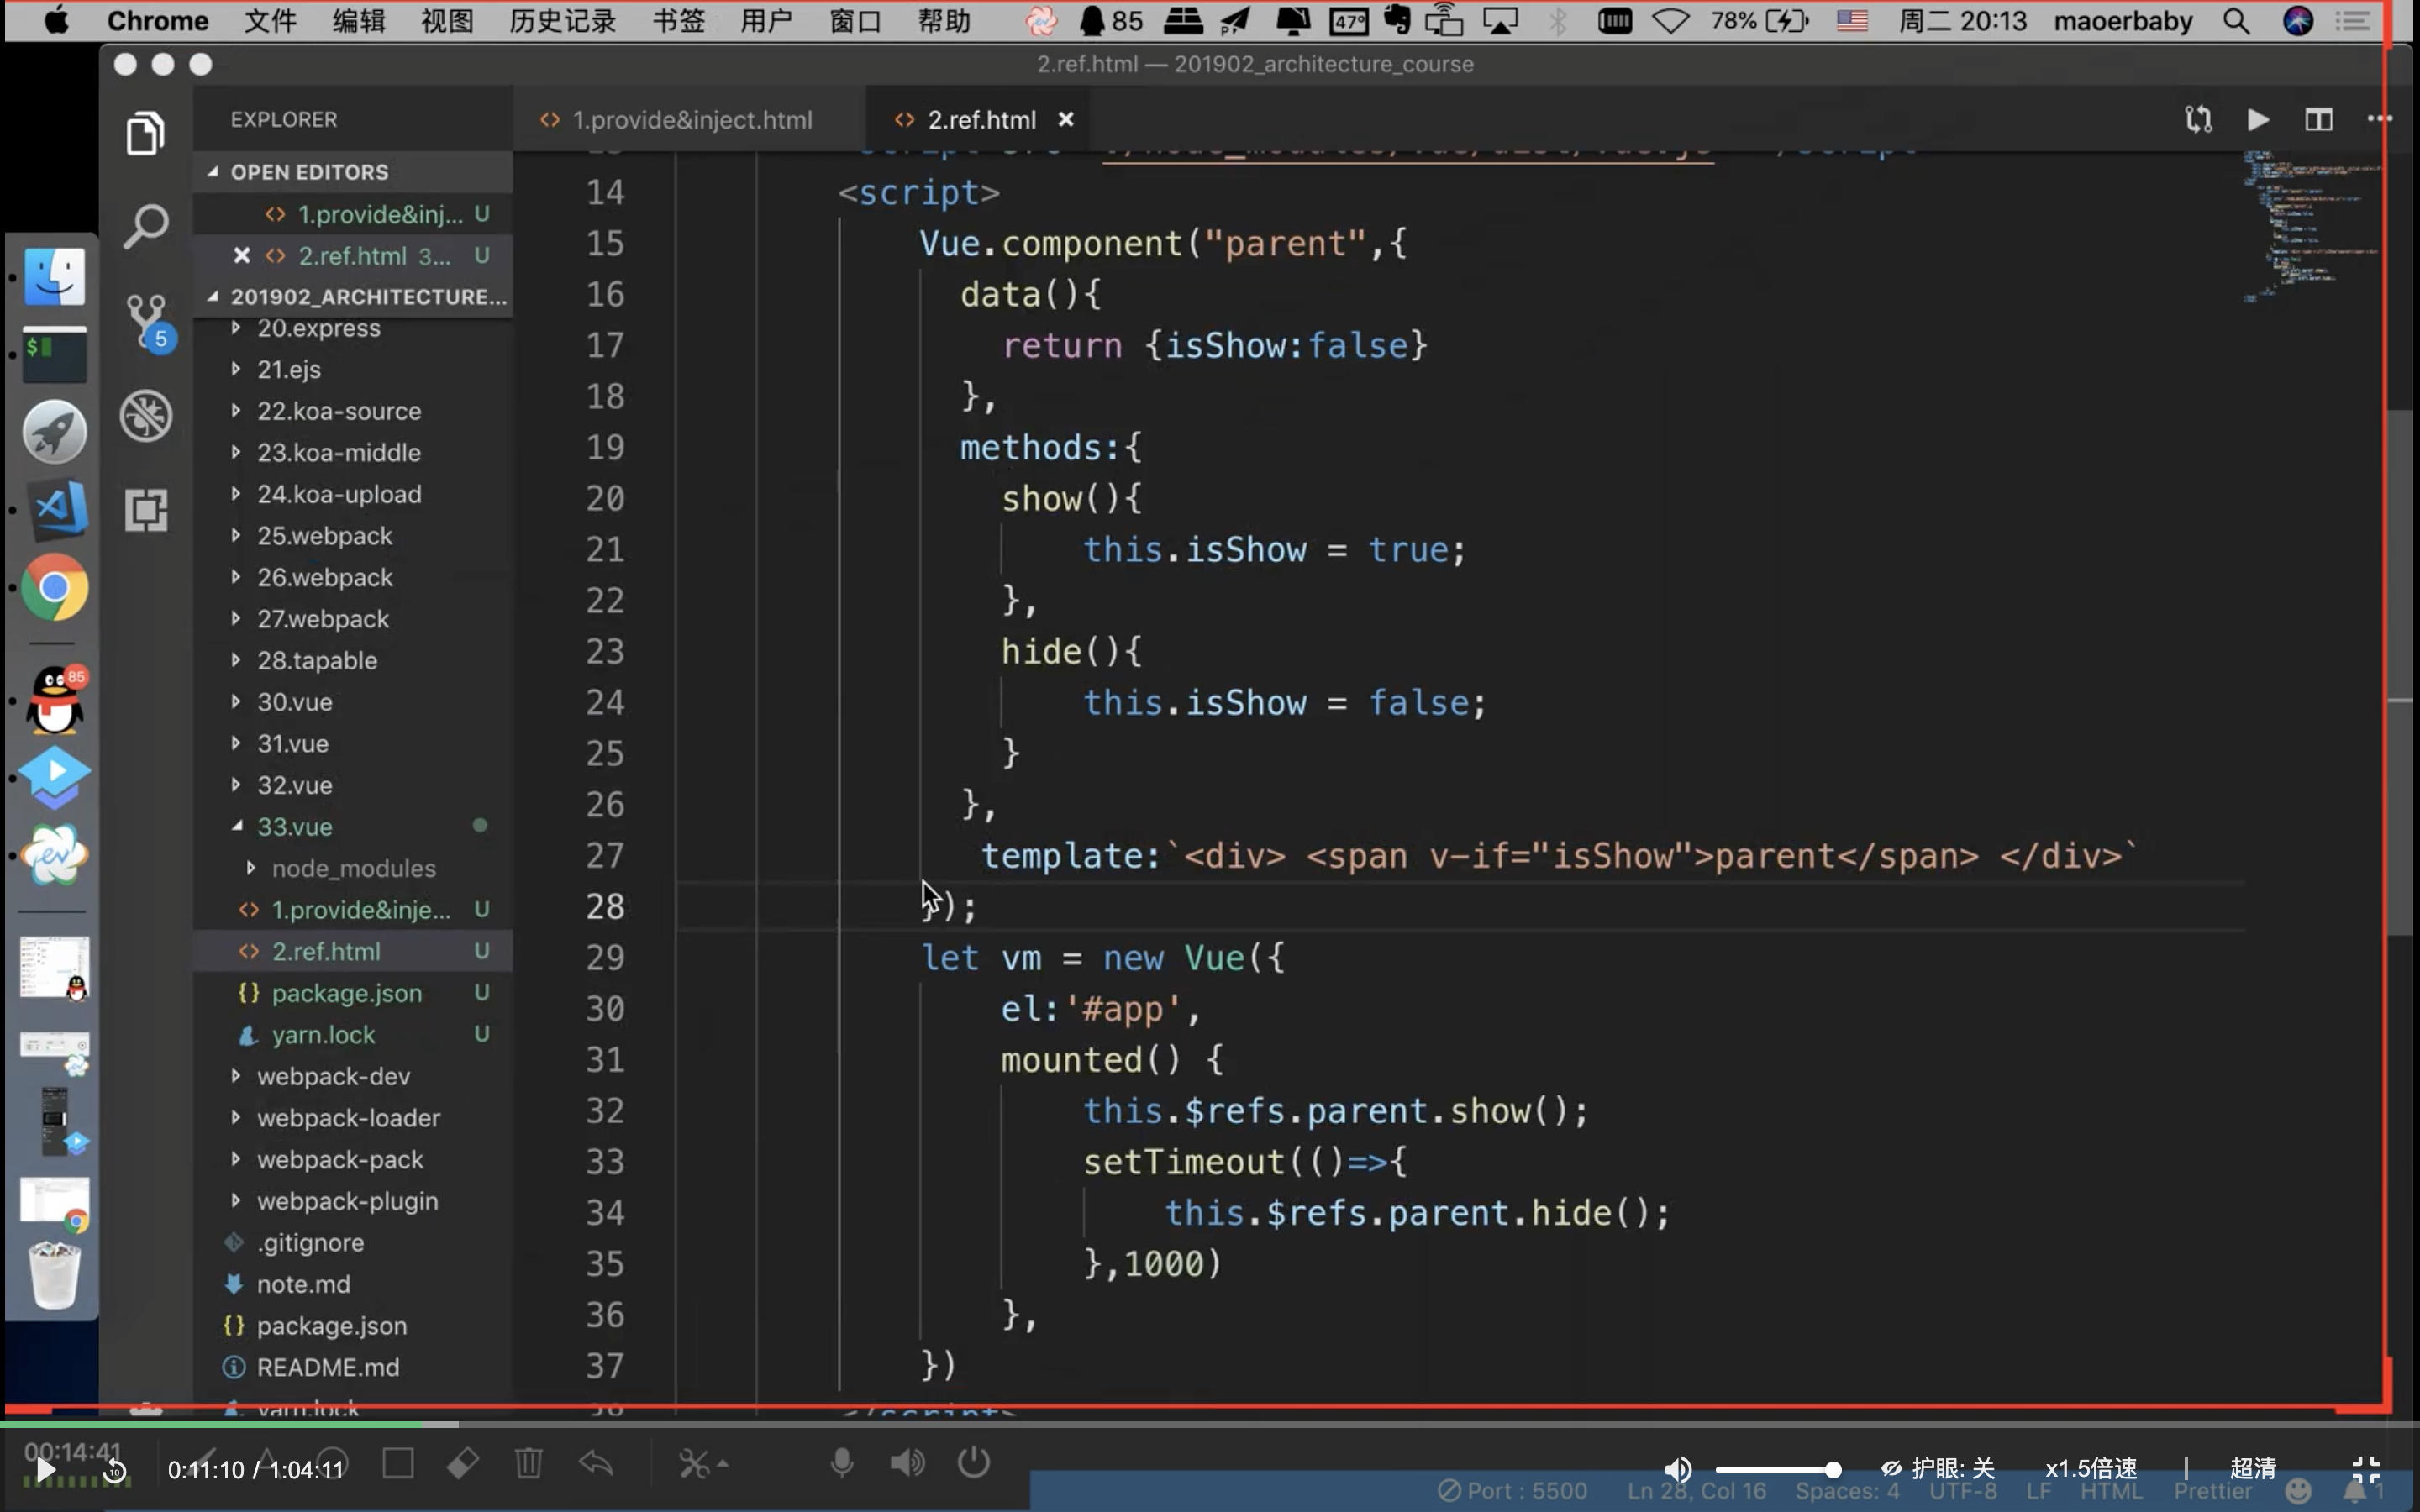 Chrome 文件 编辑 视图 历史记录 书签 用户 窗口 帮助 85 47° 78% 周二 20:13 maoerbaby
2.ref.html — 201902_architecture_course
EXPLORER
1.provide&inject.html
2.ref.html
OPEN EDITORS
1.provide&inj... U
2.ref.html 3... U
201902_ARCHITECTURE...
20.express
21.ejs
22.koa-source
23.koa-middle
24.koa-upload
25.webpack
26.webpack
27.webpack
28.tapable
30.vue
31.vue
32.vue
33.vue
node_modules
1.provide&inje... U
2.ref.html U
package.json U
yarn.lock U
webpack-dev
webpack-loader
webpack-pack
webpack-plugin
.gitignore
note.md
package.json
README.md
yarn.lock
5
$
85
14 <script>
15 Vue.component("parent",{
16 data(){
17 return {isShow:false}
18 },
19 methods:{
20 show(){
21 this.isShow = true;
22 },
23 hide(){
24 this.isShow = false;
25 }
26 },
27 template:`<div> <span v-if="isShow">parent</span> </div>`
28 });
29 let vm = new Vue({
30 el:'#app',
31 mounted() {
32 this.$refs.parent.show();
33 setTimeout(()=>{
34 this.$refs.parent.hide();
35 },1000)
36 },
37 })
38 </script>
00:14:41
10 0:11:10 / 1:04:11
护眼: 关 x1.5倍速 | 超清
Port : 5500 Ln 28, Col 16 Spaces: 4 UTF-8 LF HTML Prettier 1